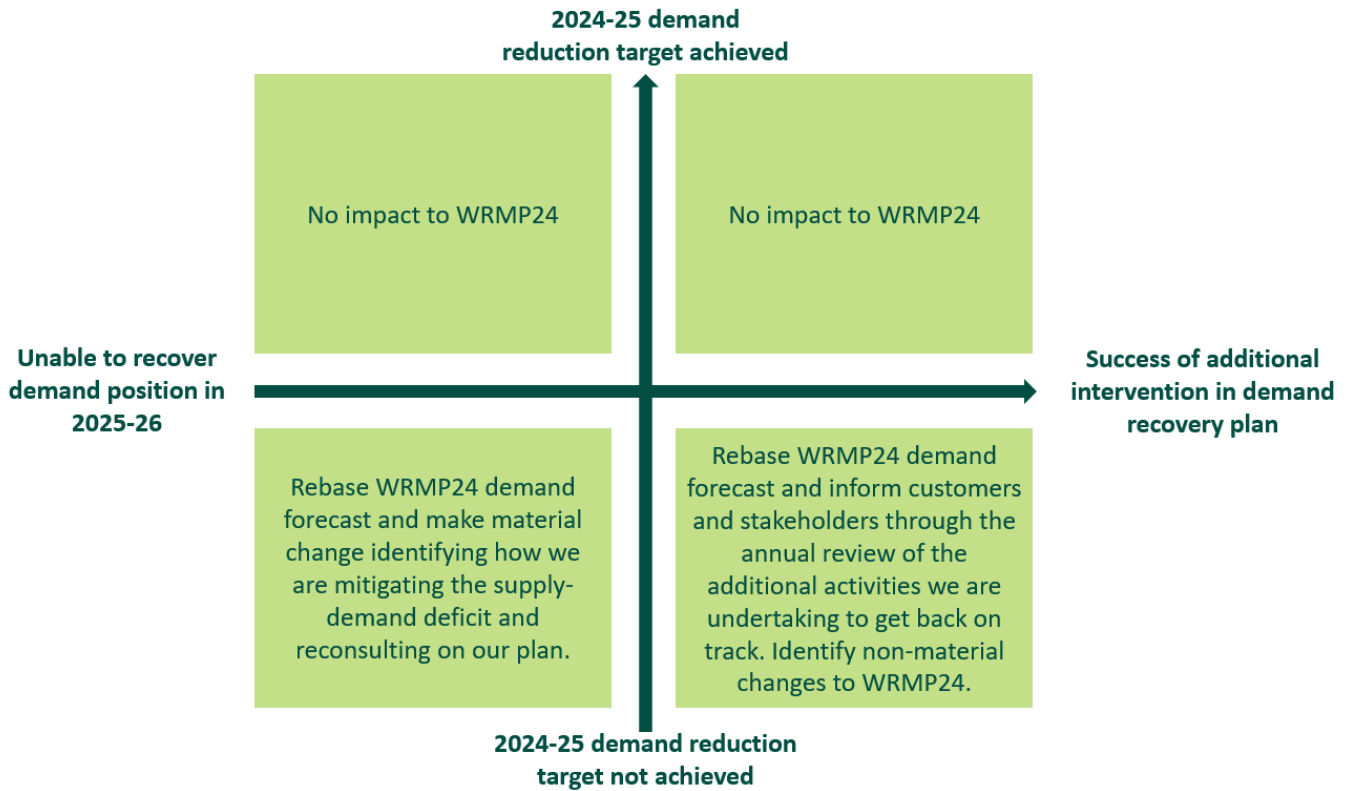 2024-25 demand
reduction target achieved
No impact to WRMP24
No impact to WRMP24
Unable to recover
demand position in
2025-26
Success of additional
intervention in demand
recovery plan
Rebase WRMP24 demand
forecast and make material
change identifying how we
are mitigating the supply-
demand deficit and
reconsulting on our plan.
Rebase WRMP24 demand
forecast and inform customers
and stakeholders through the
annual review of the
additional activities we are
undertaking to get back on
track. Identify non-material
changes to WRMP24.
2024-25 demand reduction
target not achieved